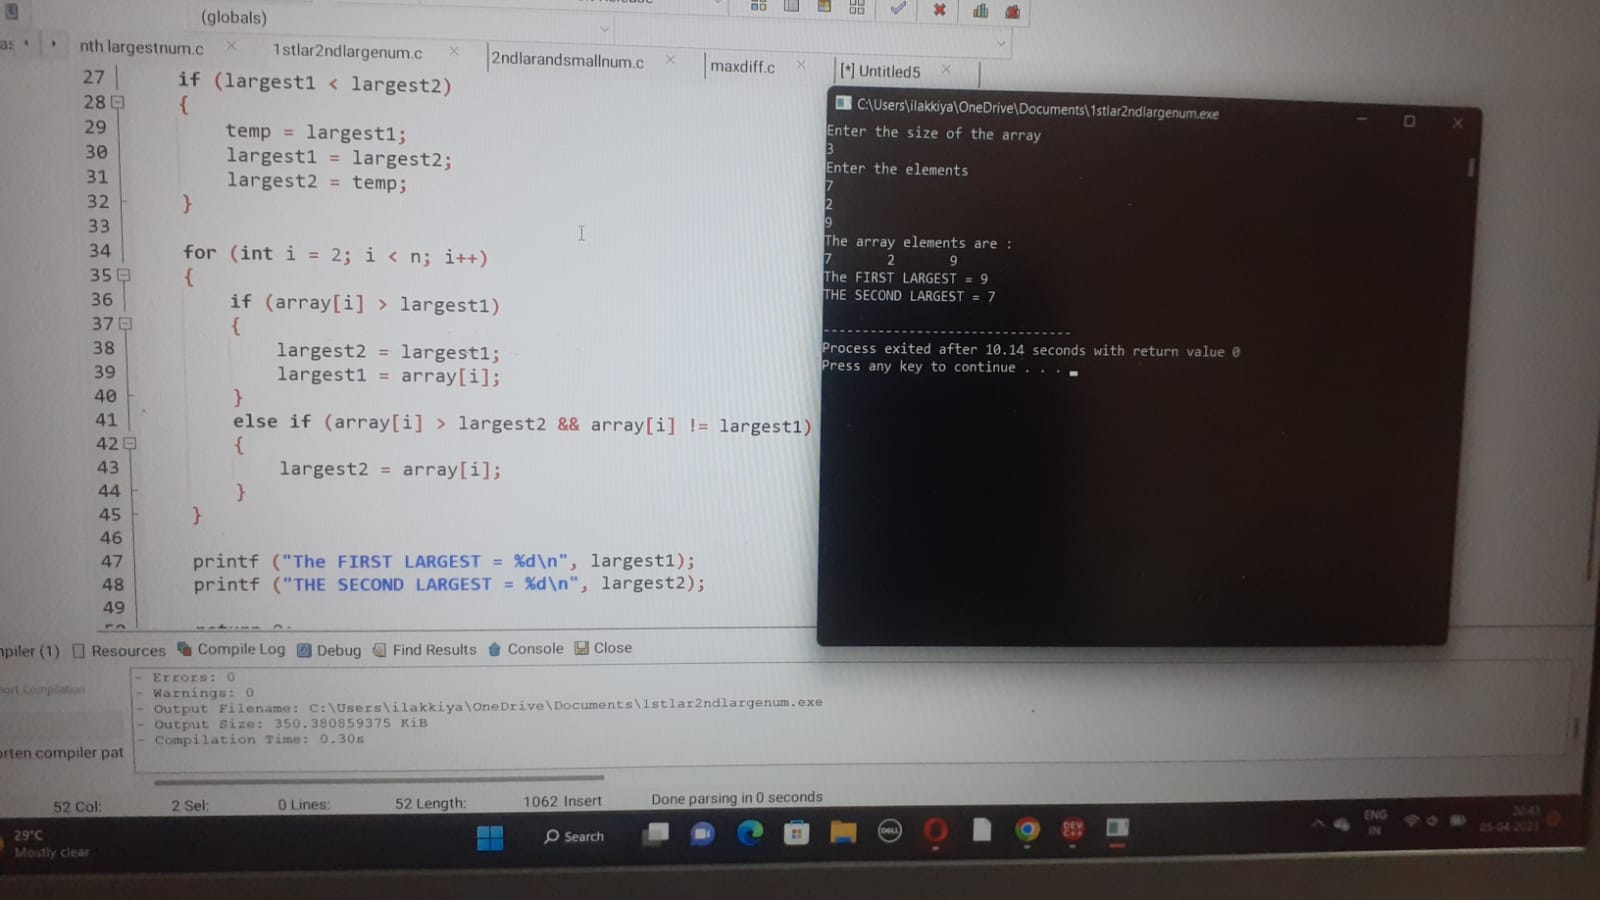 (globals)
nth largestnum.c
1stlar2ndlargenum.c
2ndlarandsmallnum.c
maxdiff.c
[*] Untitled5
27 if (largest1 < largest2)
28 {
29 temp = largest1;
30 largest1 = largest2;
31 largest2 = temp;
32 }
33
34 for (int i = 2; i < n; i++)
35 {
36 if (array[i] > largest1)
37 {
38 largest2 = largest1;
39 largest1 = array[i];
40 }
41 else if (array[i] > largest2 && array[i] != largest1)
42 {
43 largest2 = array[i];
44 }
45 }
46
47 printf ("The FIRST LARGEST = %d\n", largest1);
48 printf ("THE SECOND LARGEST = %d\n", largest2);
49
C:\Users\ilakkiya\OneDrive\Documents\1stlar2ndlargenum.exe
Enter the size of the array
3
Enter the elements
7
2
9
The array elements are :
7 2 9
The FIRST LARGEST = 9
THE SECOND LARGEST = 7
--------------------------------
Process exited after 10.14 seconds with return value 0
Press any key to continue . . .
mpiler (1) Resources Compile Log Debug Find Results Console Close
ort Compilation
orten compiler pat
- Errors: 0
- Warnings: 0
- Output Filename: C:\Users\ilakkiya\OneDrive\Documents\1stlar2ndlargenum.exe
- Output Size: 350.380859375 KiB
- Compilation Time: 0.30s
52 Col: 2 Sel: 0 Lines: 52 Length: 1062 Insert Done parsing in 0 seconds
29°C
Mostly clear
Search
DELL
DEV
C++
ENG
IN
20:43
05-04-2023